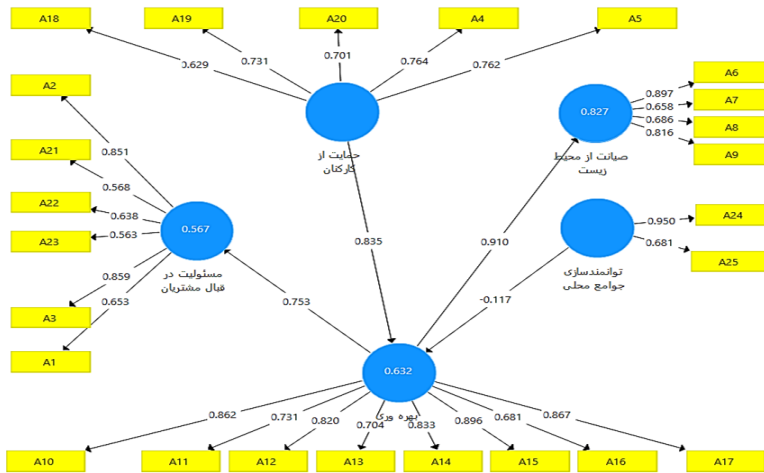 A18
A19
A20
A4
A5
0.629
0.731
0.701
0.764
0.762
A2
A21
A22
A23
A3
A1
0.851
0.568
0.638
0.563
0.859
0.653
0.567
مسئولیت در
قبال مشتریان
حمایت از
کارکنان
0.827
صیانت از محیط
زیست
0.897
0.658
0.686
0.816
A6
A7
A8
A9
توانمندسازی
جوامع محلی
0.950
0.681
A24
A25
0.835
0.910
-0.117
0.753
0.632
بهره وری
0.862
0.731
0.820
0.704
0.833
0.896
0.681
0.867
A10
A11
A12
A13
A14
A15
A16
A17